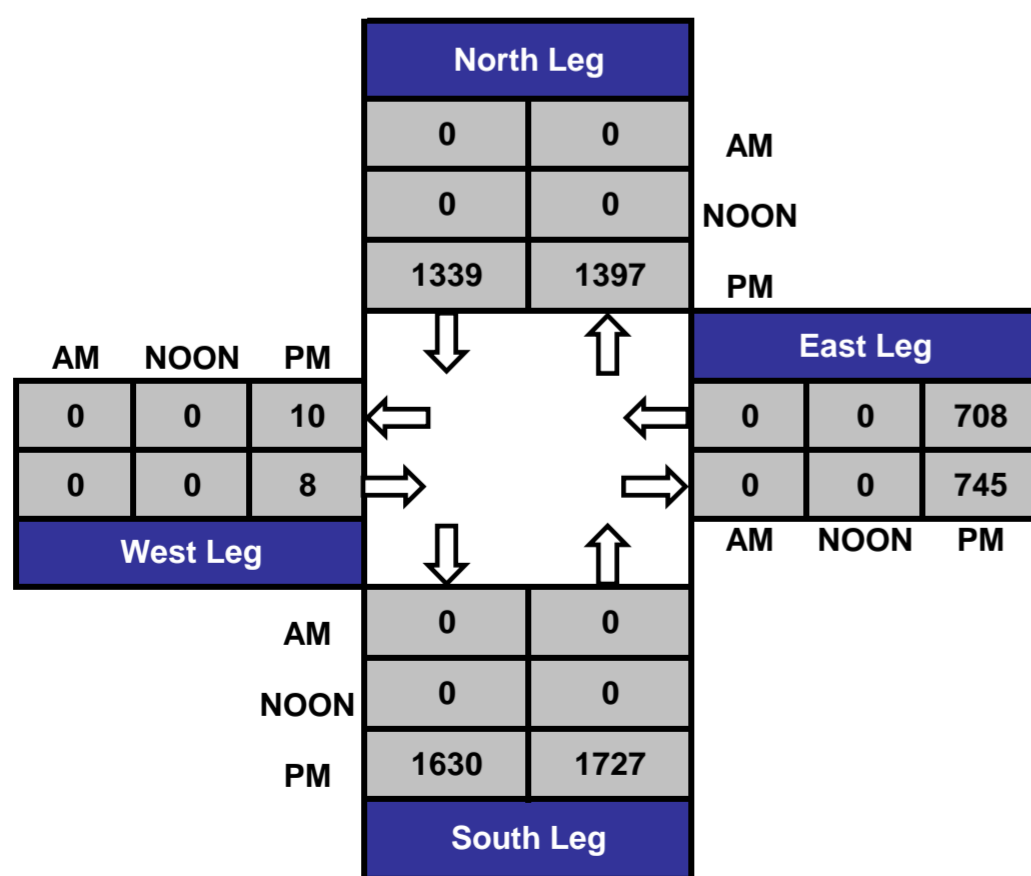 North Leg
0 0 AM
0 0 NOON
1339 1397 PM
East Leg
AM NOON PM
0 0 10 0 0 708
0 0 8 0 0 745
West Leg AM NOON PM
AM 0 0
NOON 0 0
PM 1630 1727
South Leg